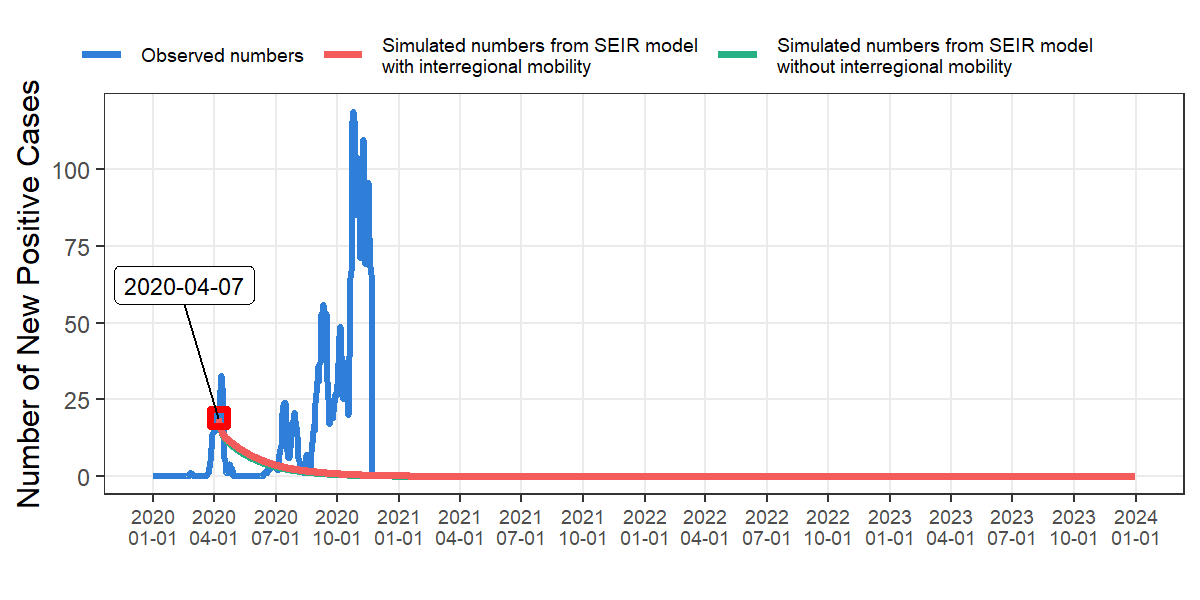 Observed numbers
Simulated numbers from SEIR model
with interregional mobility
Simulated numbers from SEIR model
without interregional mobility
Number of New Positive Cases
100
75
50
25
0
2020-04-07
2020 2020 2020 2020 2021 2021 2021 2021 2022 2022 2022 2022 2023 2023 2023 2023 2024
01-01 04-01 07-01 10-01 01-01 04-01 07-01 10-01 01-01 04-01 07-01 10-01 01-01 04-01 07-01 10-01 01-01